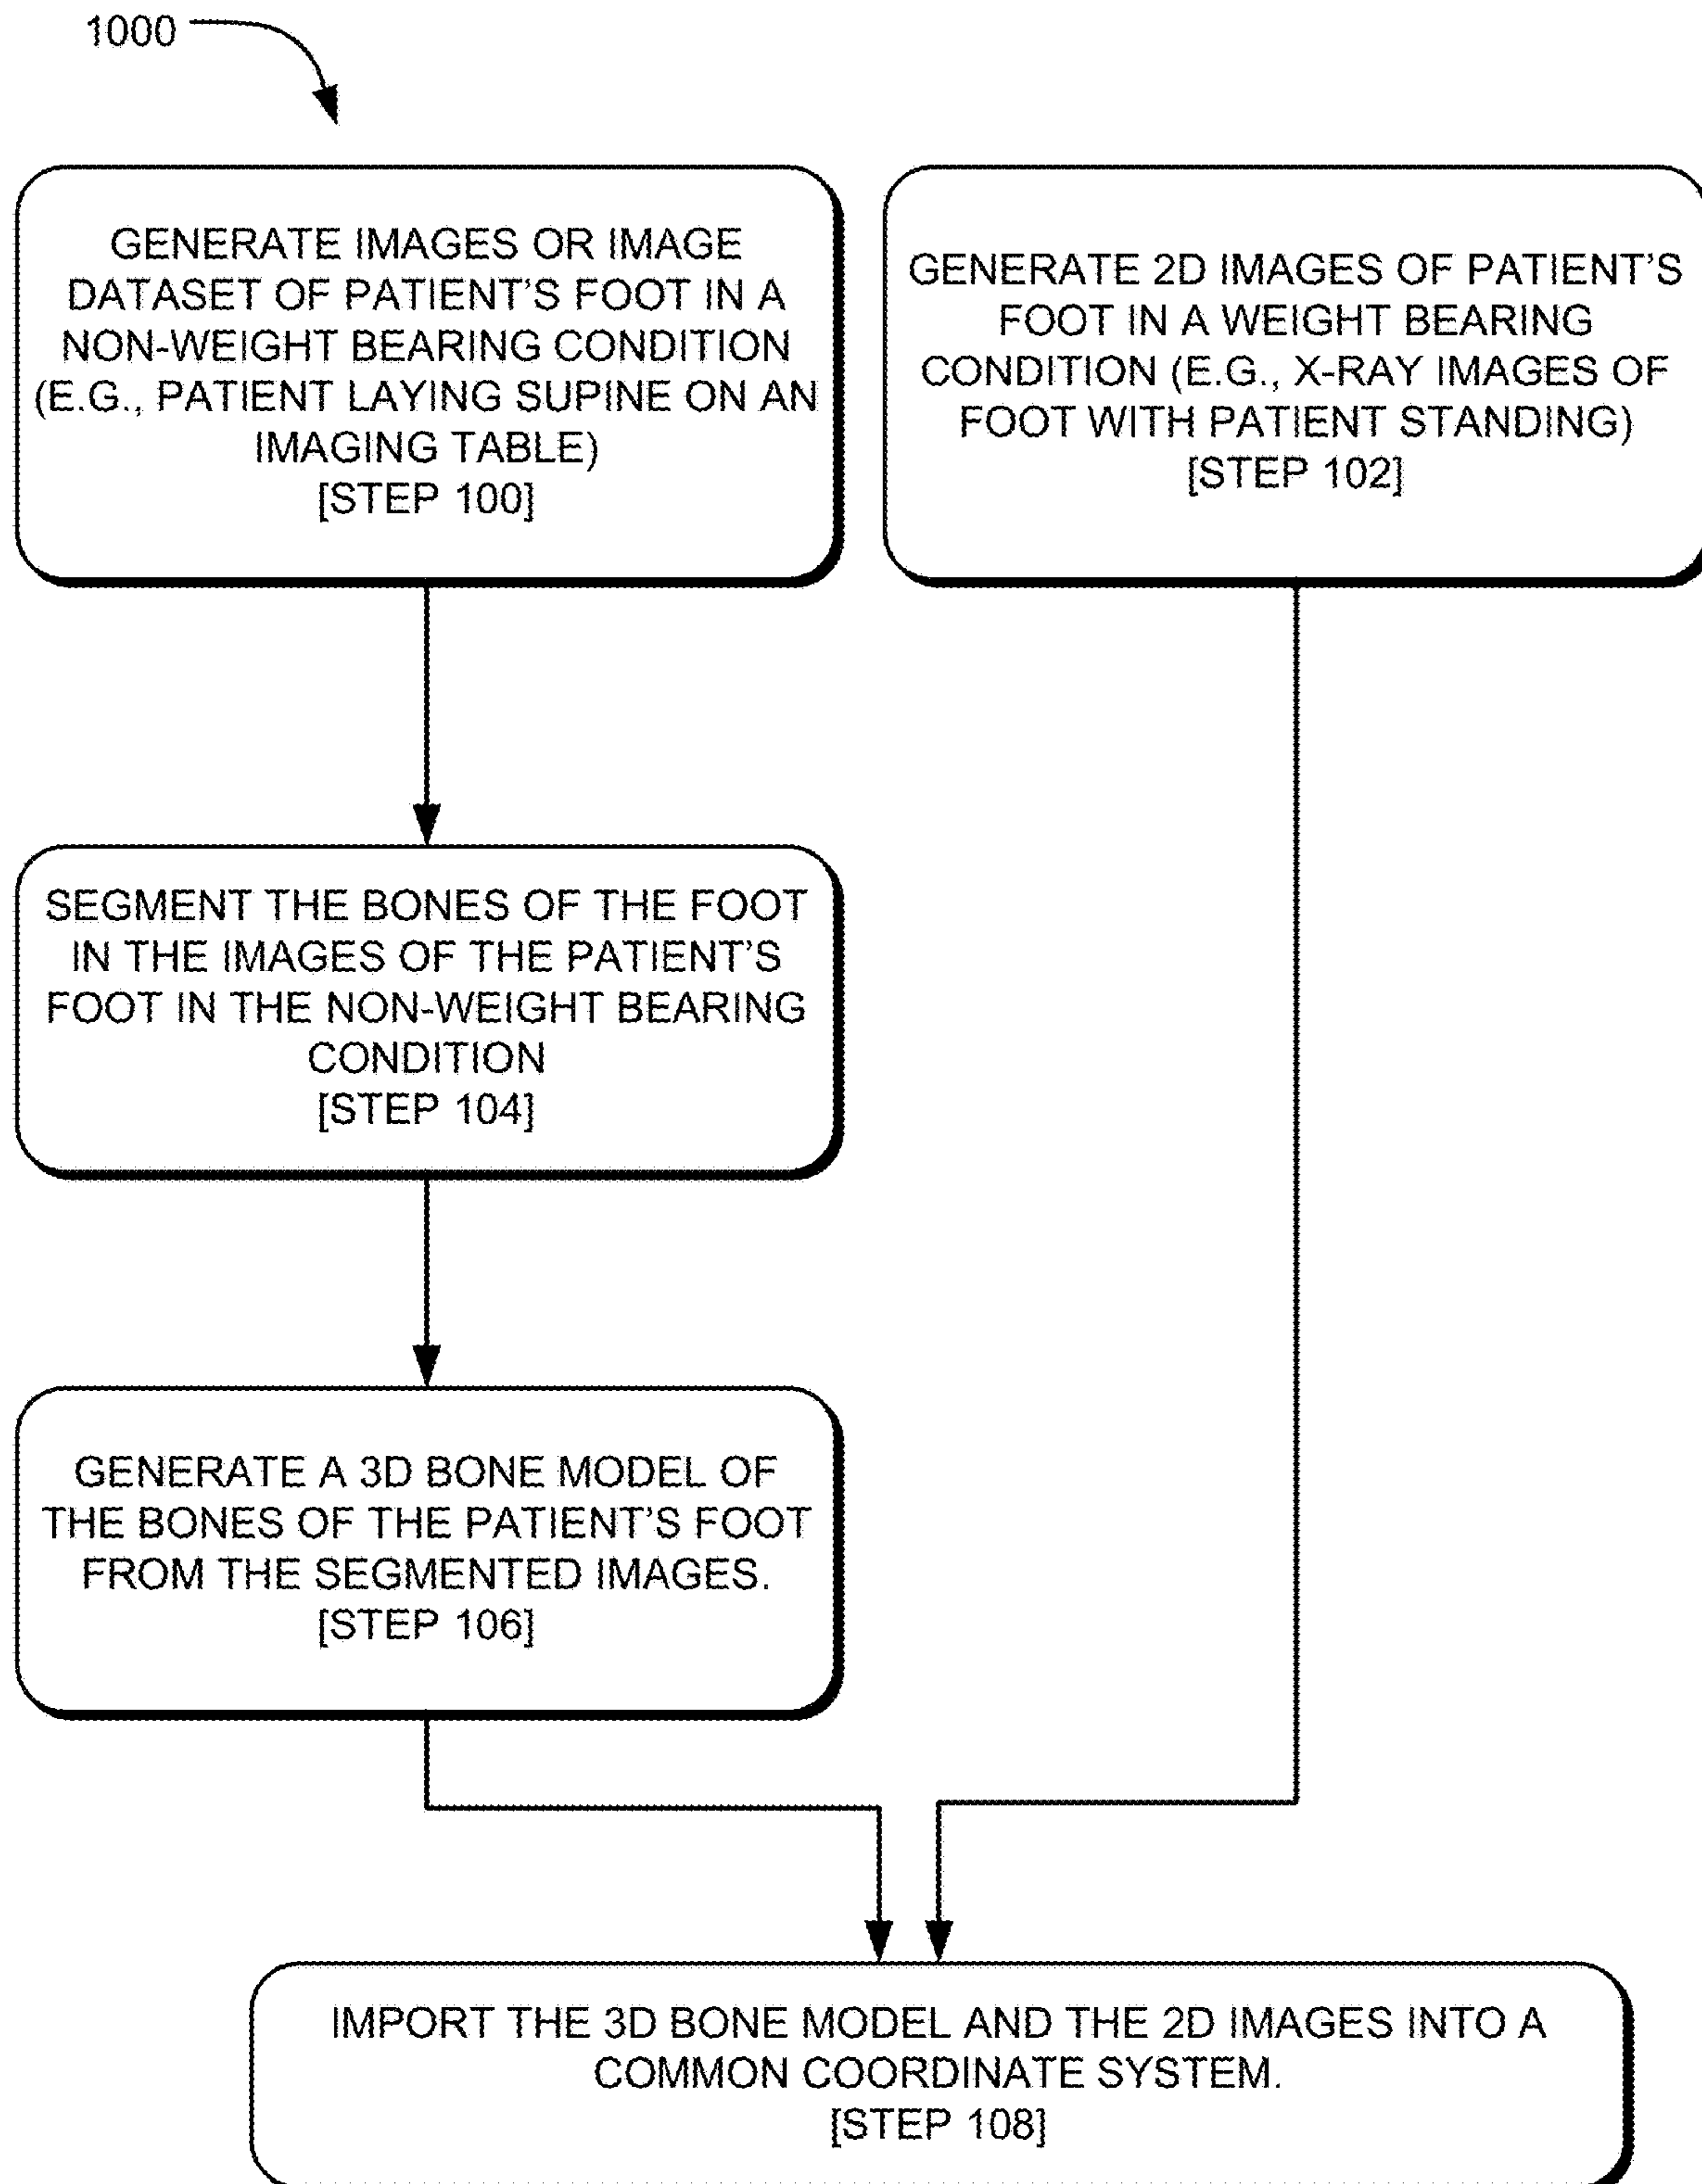 1000
GENERATE IMAGES OR IMAGE
DATASET OF PATIENT'S FOOT IN A
NON-WEIGHT BEARING CONDITION
(E.G., PATIENT LAYING SUPINE ON AN
IMAGING TABLE)
[STEP 100]
GENERATE 2D IMAGES OF PATIENT'S
FOOT IN A WEIGHT BEARING
CONDITION (E.G., X-RAY IMAGES OF
FOOT WITH PATIENT STANDING)
[STEP 102]
SEGMENT THE BONES OF THE FOOT
IN THE IMAGES OF THE PATIENT'S
FOOT IN THE NON-WEIGHT BEARING
CONDITION
[STEP 104]
GENERATE A 3D BONE MODEL OF
THE BONES OF THE PATIENT'S FOOT
FROM THE SEGMENTED IMAGES.
[STEP 106]
IMPORT THE 3D BONE MODEL AND THE 2D IMAGES INTO A
COMMON COORDINATE SYSTEM.
[STEP 108]